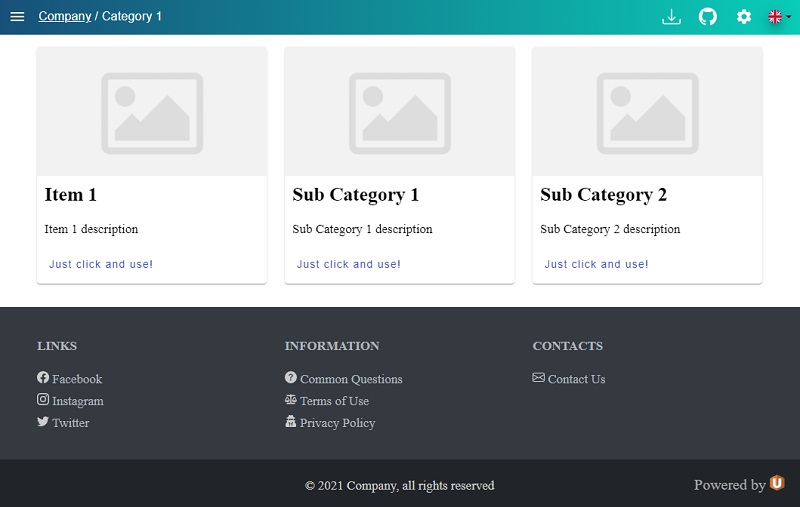 Company / Category 1
Item 1
Item 1 description
Just click and use!
Sub Category 1
Sub Category 1 description
Just click and use!
Sub Category 2
Sub Category 2 description
Just click and use!
LINKS
Facebook
Instagram
Twitter
INFORMATION
Common Questions
Terms of Use
Privacy Policy
CONTACTS
Contact Us
© 2021 Company, all rights reserved
Powered by U